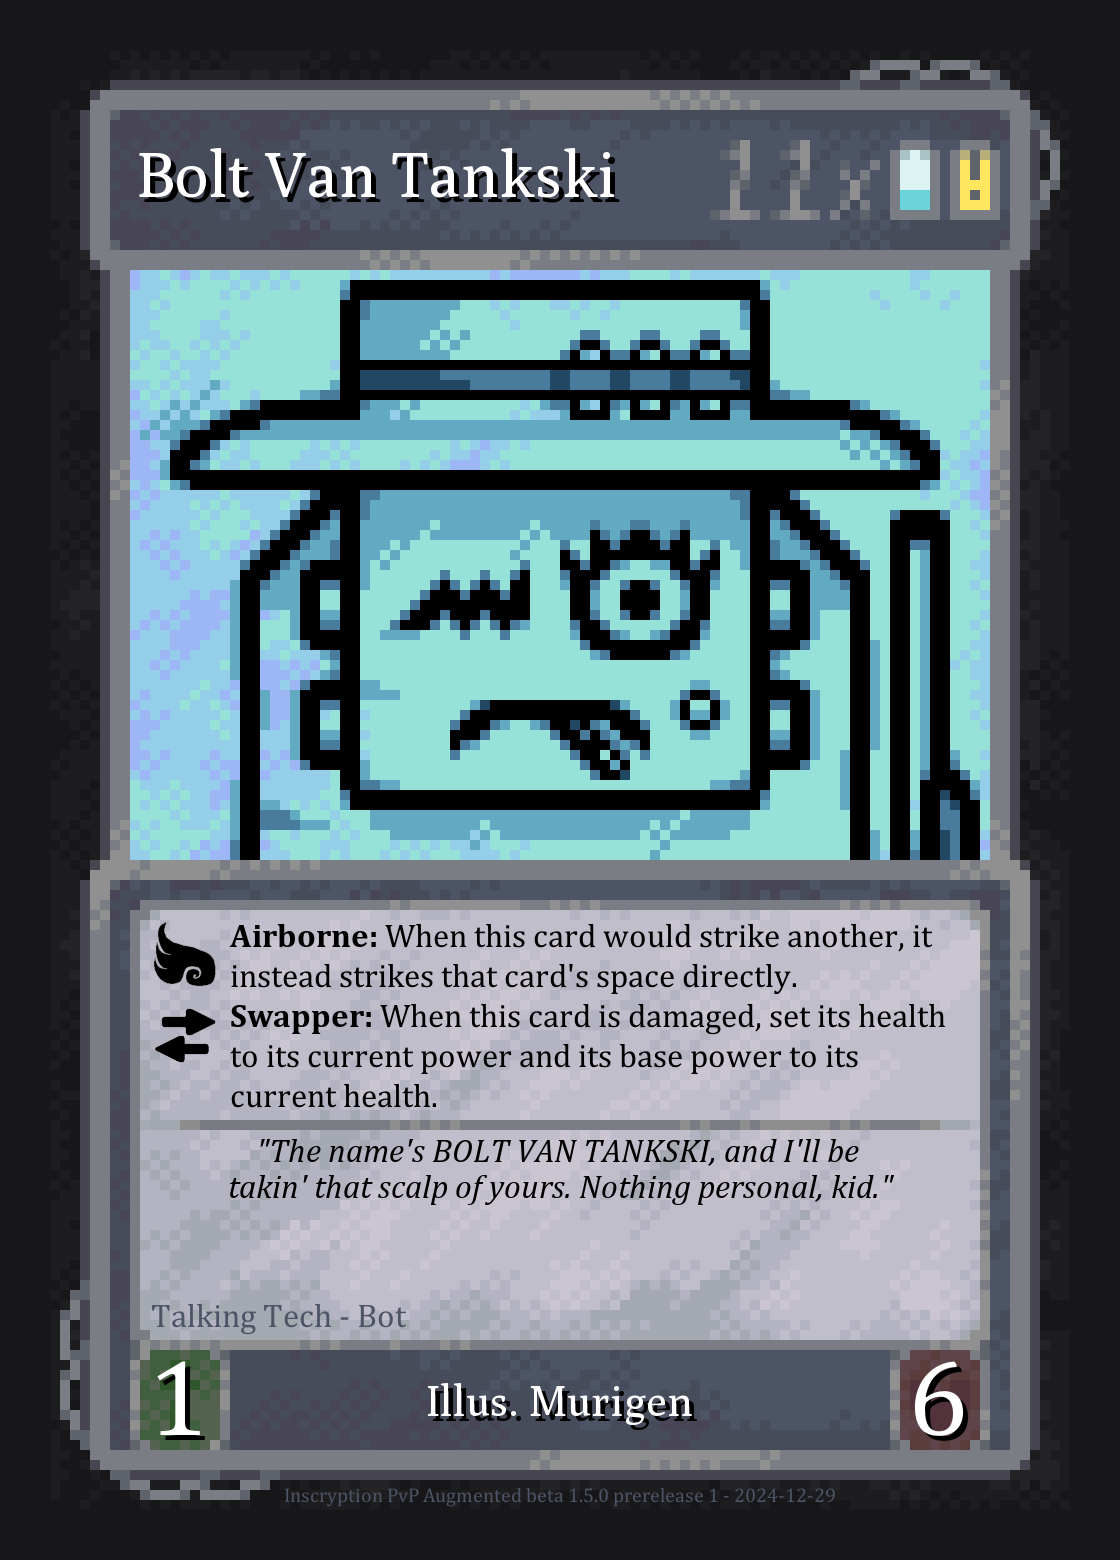 Bolt Van Tankski 11x
Airborne: When this card would strike another, it
instead strikes that card's space directly.
Swapper: When this card is damaged, set its health
to its current power and its base power to its
current health.
"The name's BOLT VAN TANKSKI, and I'll be
takin' that scalp of yours. Nothing personal, kid."
Talking Tech - Bot
1 Illus. Murigen 6
Inscryption PvP Augmented beta 1.5.0 prerelease 1 - 2024-12-29